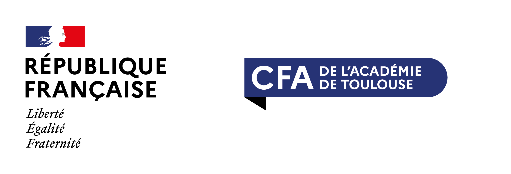 RÉPUBLIQUE
FRANÇAISE
Liberté
Égalité
Fraternité
CFA DE L'ACADÉMIE
DE TOULOUSE